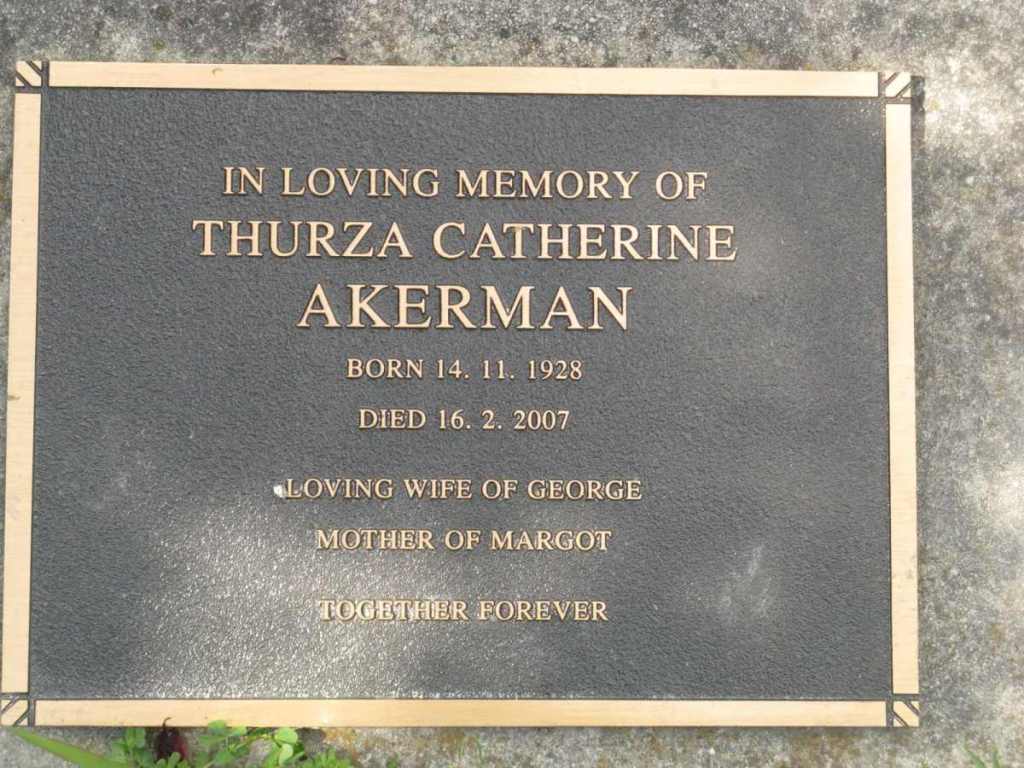 IN LOVING MEMORY OF
THURZA CATHERINE
AKERMAN
BORN 14. 11. 1928
DIED 16. 2. 2007
LOVING WIFE OF GEORGE
MOTHER OF MARGOT
TOGETHER FOREVER